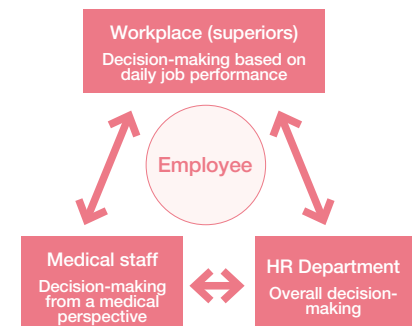 Workplace (superiors)
Decision-making based on
daily job performance
Employee
Medical staff
Decision-making
from a medical
perspective
HR Department
Overall decision-
making